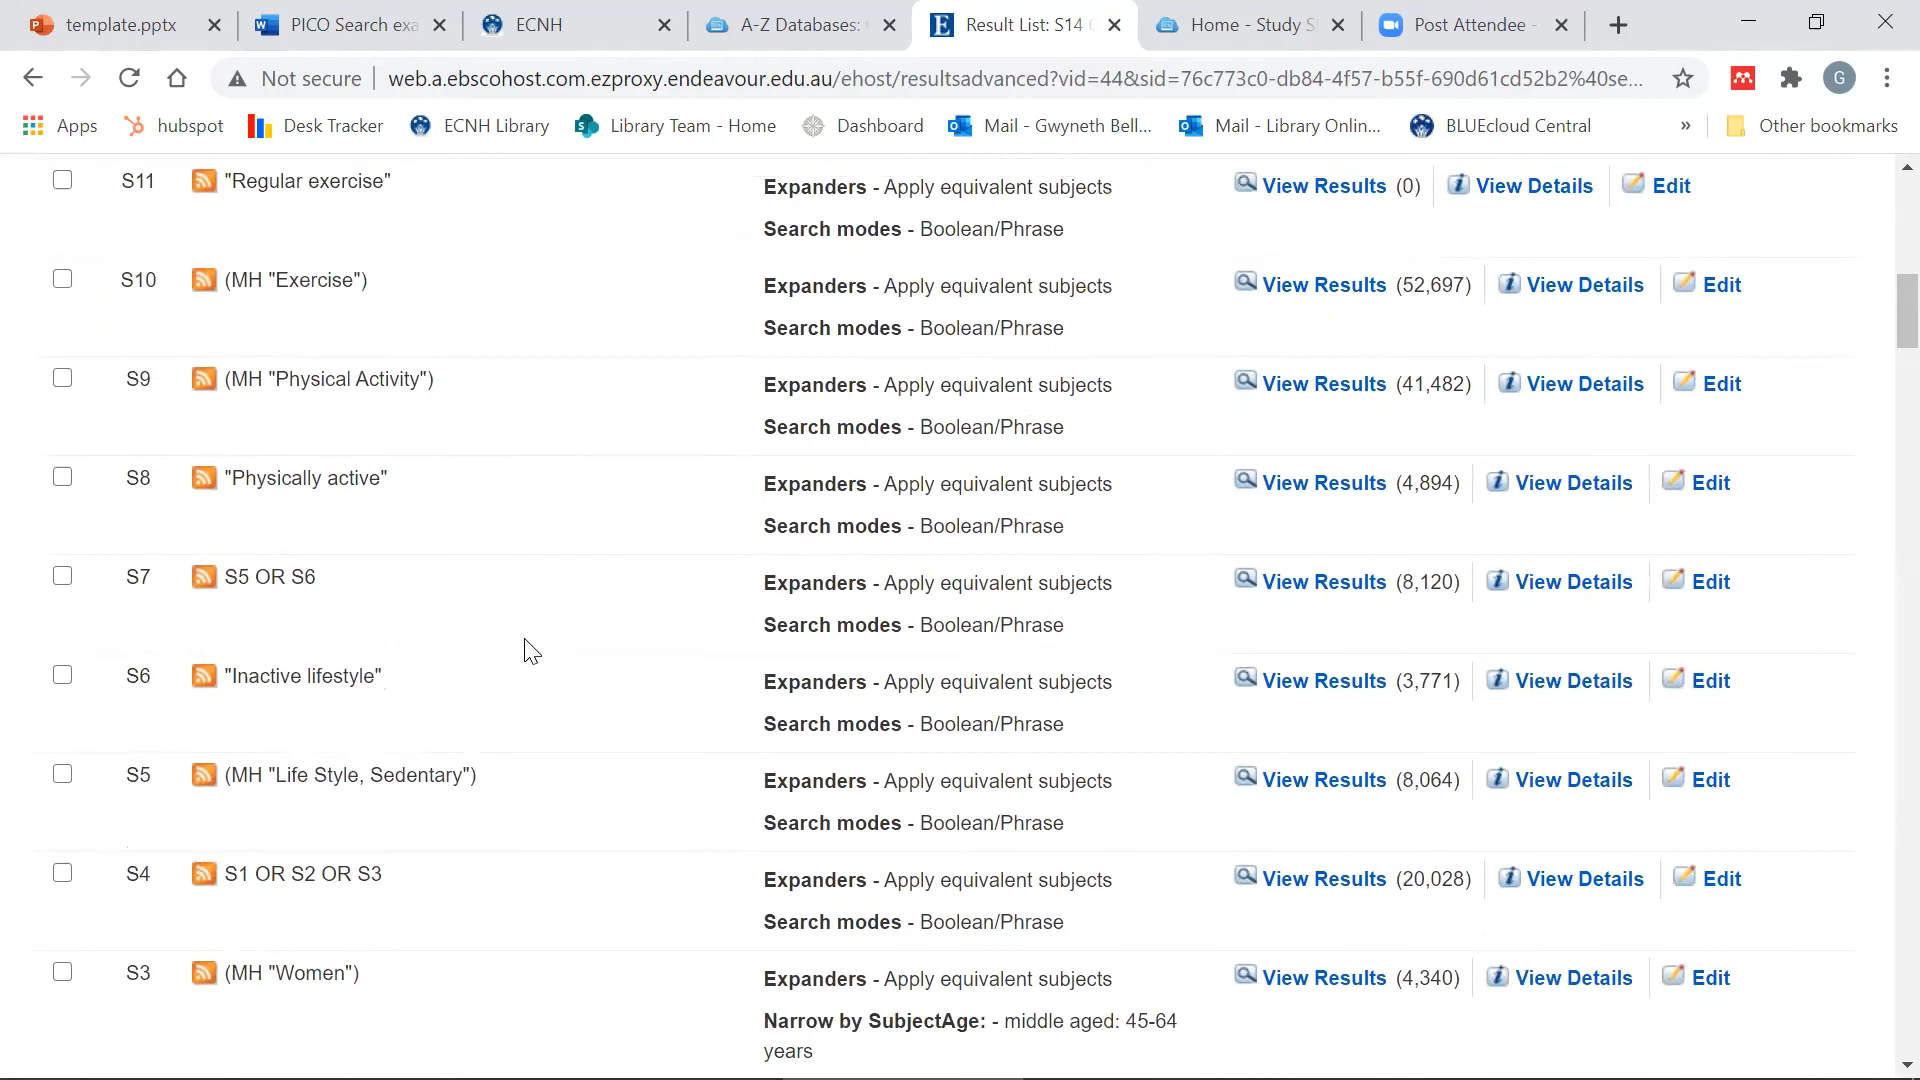 template.pptx
PICO Search exa
ECNH
A-Z Databases:
Result List: S14
Home - Study S
Post Attendee -
Not secure
web.a.ebscohost.com.ezproxy.endeavour.edu.au/ehost/resultsadvanced?vid=44&sid=76c773c0-db84-4f57-b55f-690d61cd52b2%40se...
G
Apps
hubspot
Desk Tracker
ECNH Library
Library Team - Home
Dashboard
Mail - Gwyneth Bell...
Mail - Library Onlin...
BLUEcloud Central
»
Other bookmarks
S11 "Regular exercise" Expanders - Apply equivalent subjects View Results (0) View Details Edit
Search modes - Boolean/Phrase
S10 (MH "Exercise") Expanders - Apply equivalent subjects View Results (52,697) View Details Edit
Search modes - Boolean/Phrase
S9 (MH "Physical Activity") Expanders - Apply equivalent subjects View Results (41,482) View Details Edit
Search modes - Boolean/Phrase
S8 "Physically active" Expanders - Apply equivalent subjects View Results (4,894) View Details Edit
Search modes - Boolean/Phrase
S7 S5 OR S6 Expanders - Apply equivalent subjects View Results (8,120) View Details Edit
Search modes - Boolean/Phrase
S6 "Inactive lifestyle" Expanders - Apply equivalent subjects View Results (3,771) View Details Edit
Search modes - Boolean/Phrase
S5 (MH "Life Style, Sedentary") Expanders - Apply equivalent subjects View Results (8,064) View Details Edit
Search modes - Boolean/Phrase
S4 S1 OR S2 OR S3 Expanders - Apply equivalent subjects View Results (20,028) View Details Edit
Search modes - Boolean/Phrase
S3 (MH "Women") Expanders - Apply equivalent subjects View Results (4,340) View Details Edit
Narrow by SubjectAge: - middle aged: 45-64
years